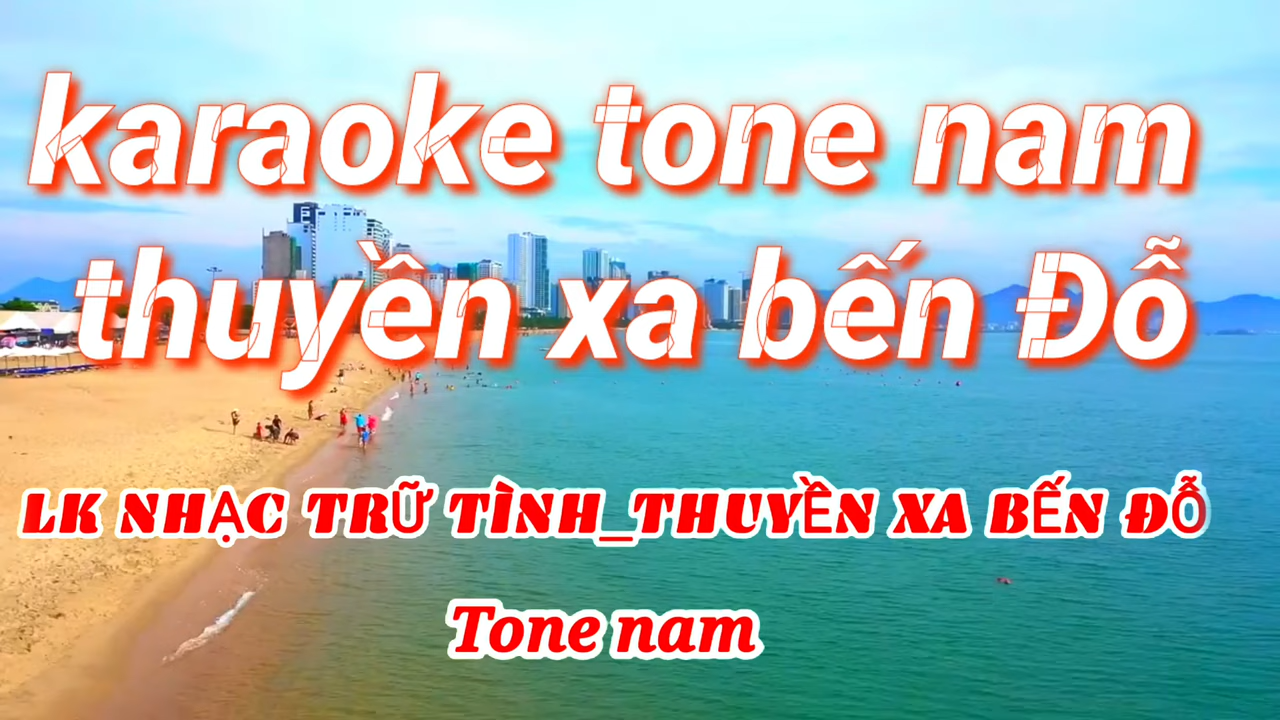 karaoke tone nam
thuyền xa bến Đỗ
LK NHẠC TRỮ TÌNH_THUYỀN XA BẾN ĐỖ
Tone nam